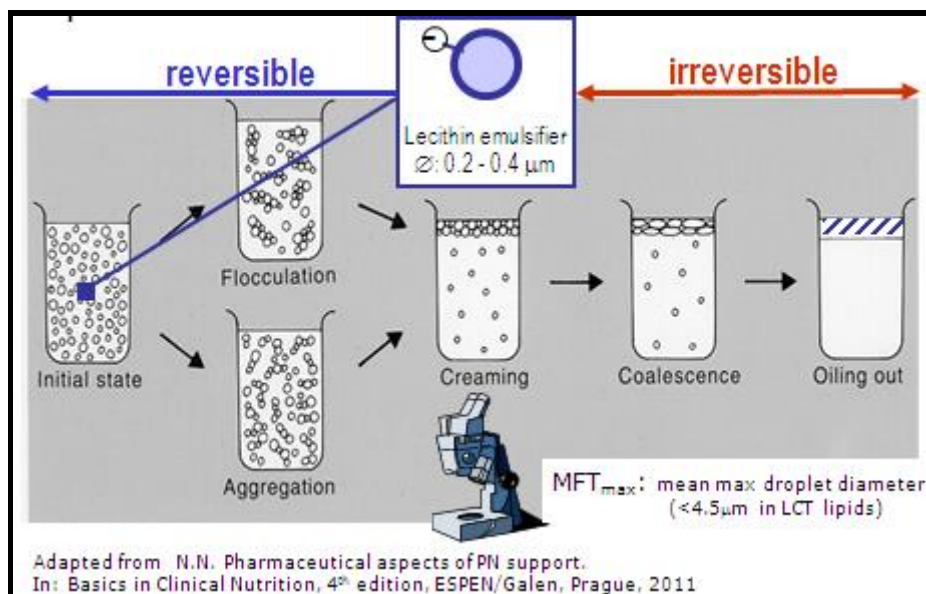 reversible
irreversible
Lecithin emulsifier
∅: 0.2 - 0.4 μm
Flocculation
Initial state
Creaming
Coalescence
Oiling out
Aggregation
MFTmax: mean max droplet diameter
(<4.5μm in LCT lipids)
Adapted from N.N. Pharmaceutical aspects of PN support.
In: Basics in Clinical Nutrition, 4th edition, ESPEN/Galen, Prague, 2011